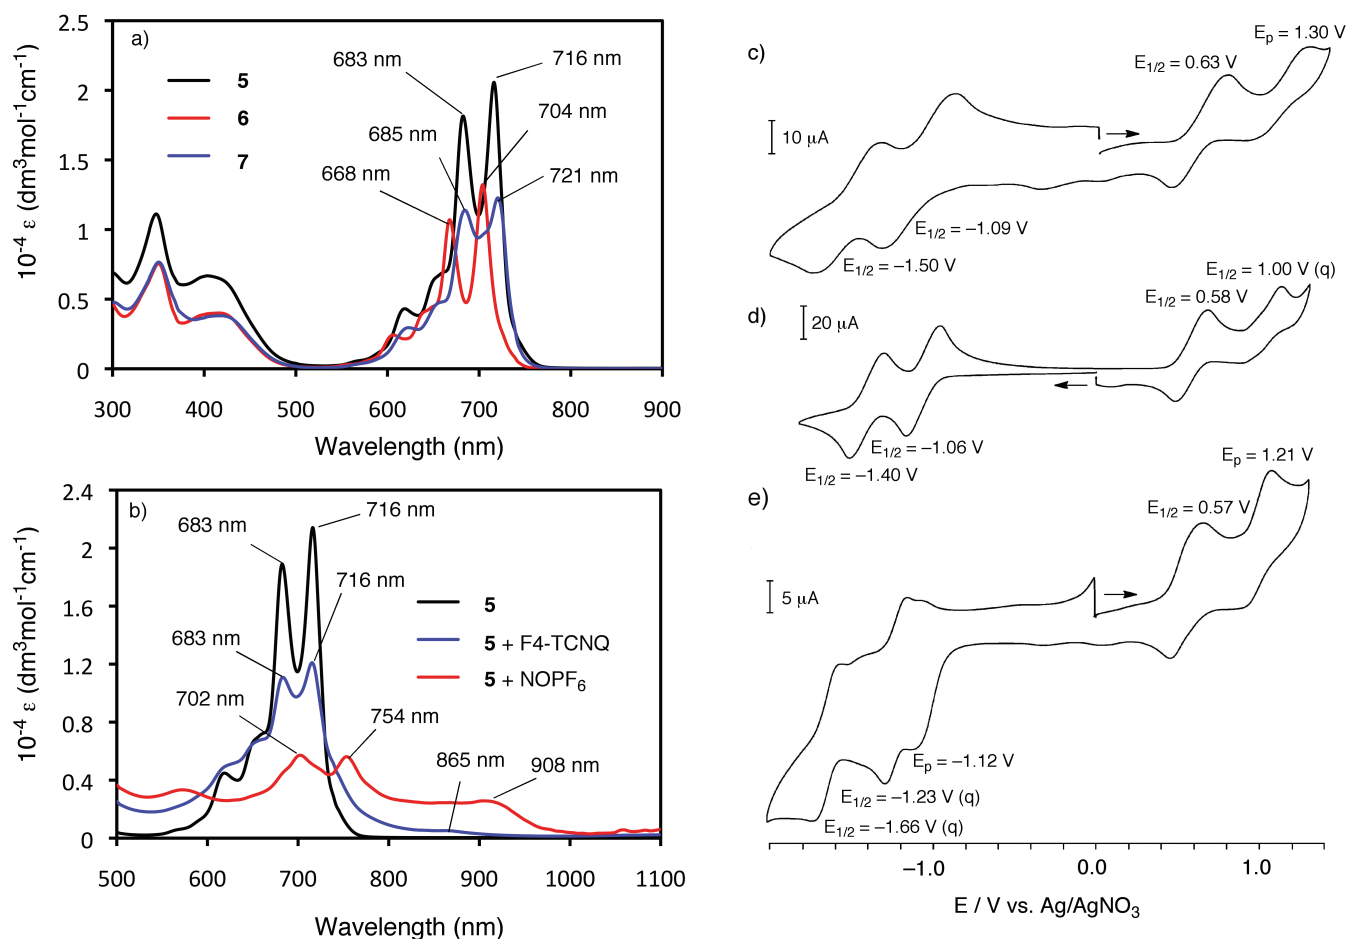 a)
2.5
2
1.5
1
0.5
0
300 400 500 600 700 800 900
10⁻⁴ ε (dm³mol⁻¹cm⁻¹)
Wavelength (nm)
5
6
7
683 nm
716 nm
685 nm
704 nm
668 nm
721 nm
b)
2.4
2
1.6
1.2
0.8
0.4
0
500 600 700 800 900 1000 1100
10⁻⁴ ε (dm³mol⁻¹cm⁻¹)
Wavelength (nm)
683 nm
716 nm
716 nm
683 nm
702 nm
754 nm
865 nm
908 nm
5
5 + F4-TCNQ
5 + NOPF₆
c)
10 μA
E₁/₂ = 0.63 V
Eₚ = 1.30 V
E₁/₂ = −1.09 V
E₁/₂ = −1.50 V
d)
20 μA
E₁/₂ = 1.00 V (q)
E₁/₂ = 0.58 V
E₁/₂ = −1.06 V
E₁/₂ = −1.40 V
e)
5 μA
Eₚ = 1.21 V
E₁/₂ = 0.57 V
Eₚ = −1.12 V
E₁/₂ = −1.23 V (q)
E₁/₂ = −1.66 V (q)
−1.0 0.0 1.0
E / V vs. Ag/AgNO₃